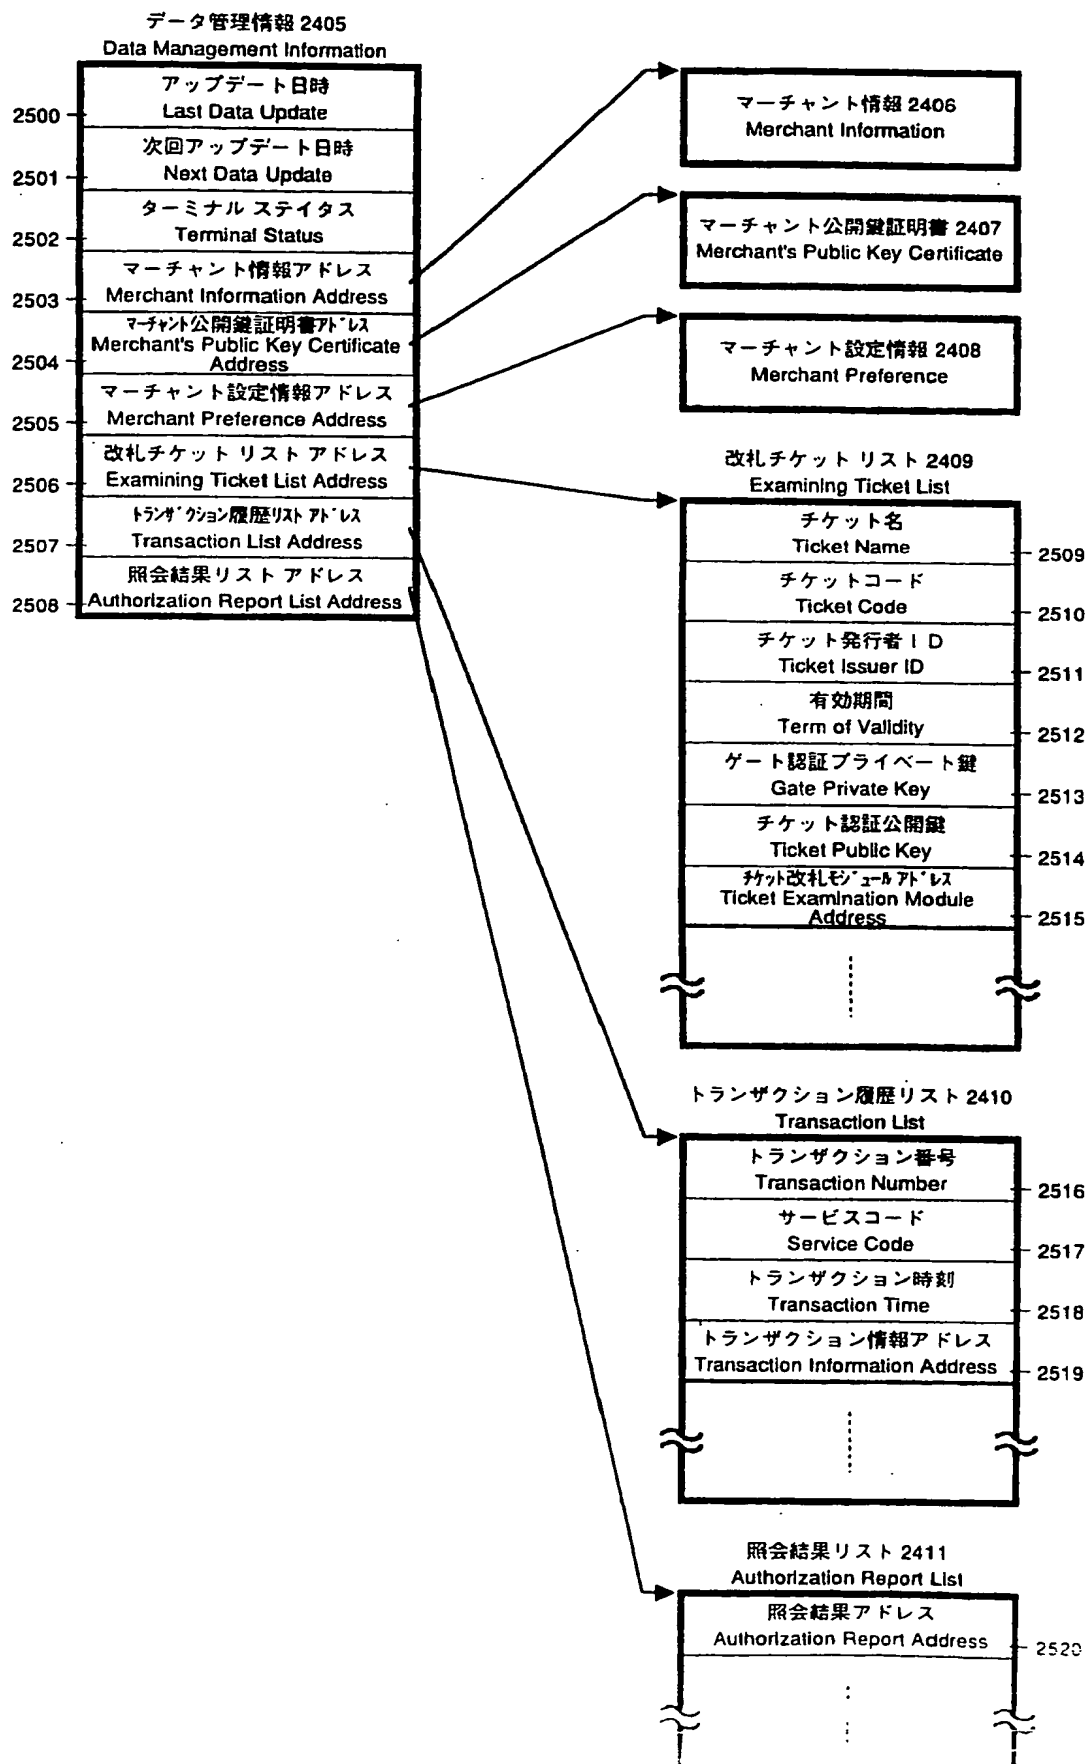 データ管理情報 2405
Data Management Information
アップデート日時
Last Data Update
2500
次回アップデート日時
Next Data Update
2501
ターミナル ステイタス
Terminal Status
2502
マーチャント情報アドレス
Merchant Information Address
2503
マーチャント公開鍵証明書アドレス
Merchant's Public Key Certificate
Address
2504
マーチャント設定情報アドレス
Merchant Preference Address
2505
改札チケット リスト アドレス
Examining Ticket List Address
2506
トランザクション履歴リスト アドレス
Transaction List Address
2507
照会結果リスト アドレス
Authorization Report List Address
2508
マーチャント情報 2406
Merchant Information
マーチャント公開鍵証明書 2407
Merchant's Public Key Certificate
マーチャント設定情報 2408
Merchant Preference
改札チケット リスト 2409
Examining Ticket List
チケット名
Ticket Name
2509
チケットコード
Ticket Code
2510
チケット発行者ＩＤ
Ticket Issuer ID
2511
有効期間
Term of Validity
2512
ゲート認証プライベート鍵
Gate Private Key
2513
チケット認証公開鍵
Ticket Public Key
2514
チケット改札モジュール アドレス
Ticket Examination Module
Address
2515
トランザクション履歴リスト 2410
Transaction List
トランザクション番号
Transaction Number
2516
サービスコード
Service Code
2517
トランザクション時刻
Transaction Time
2518
トランザクション情報アドレス
Transaction Information Address
2519
照会結果リスト 2411
Authorization Report List
照会結果アドレス
Authorization Report Address
2520